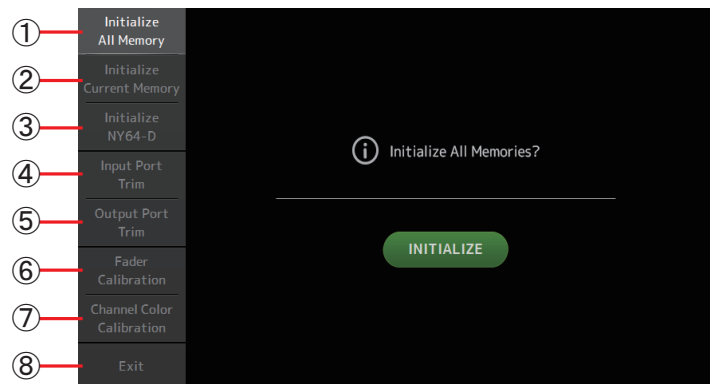 ①
Initialize
All Memory
②
Initialize
Current Memory
③
Initialize
NY64-D
④
Input Port
Trim
⑤
Output Port
Trim
⑥
Fader
Calibration
⑦
Channel Color
Calibration
⑧
Exit
Initialize All Memories?
INITIALIZE